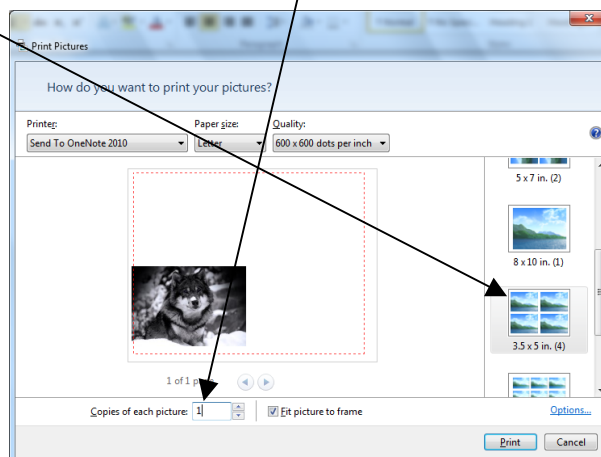 Print Pictures
How do you want to print your pictures?
Printer: Paper size: Quality:
Send To OneNote 2010 Letter 600 x 600 dots per inch
5 x 7 in. (2)
8 x 10 in. (1)
3.5 x 5 in. (4)
1 of 1 page
Copies of each picture: 1 Fit picture to frame Options...
Print Cancel